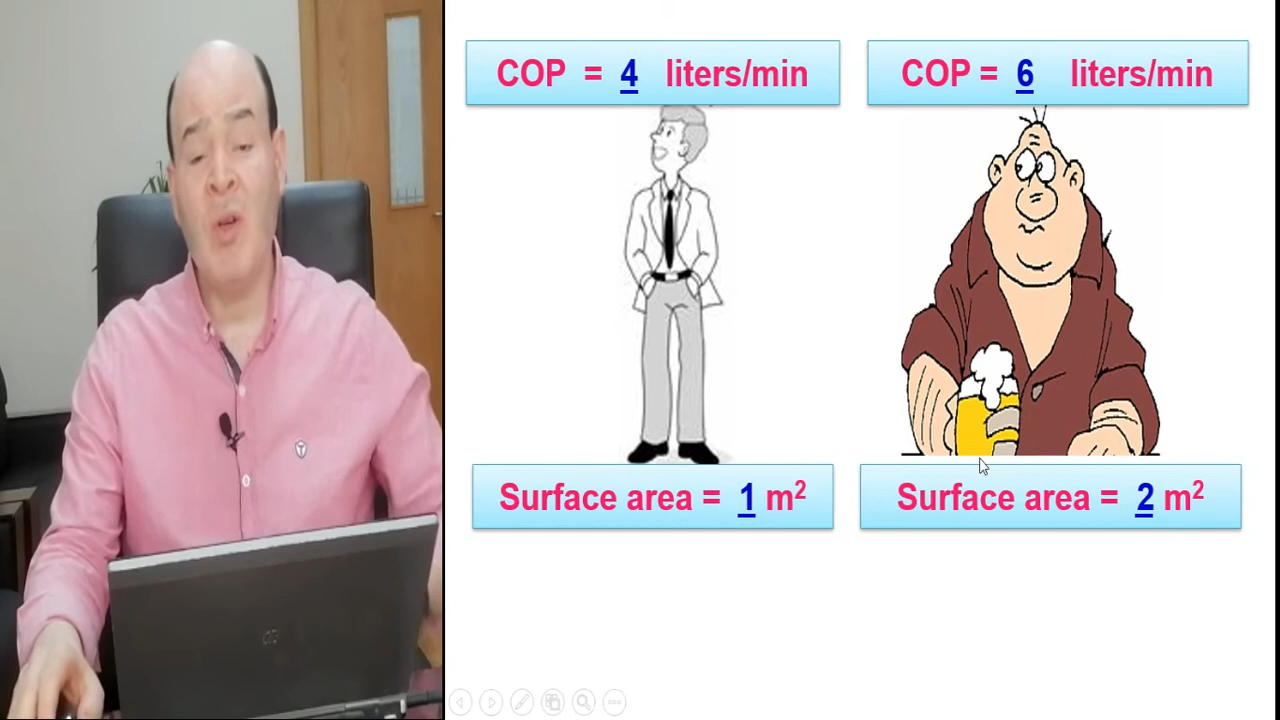 COP = 4 liters/min
COP = 6 liters/min
Surface area = 1 m²
Surface area = 2 m²